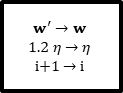 w′ → w
1.2 η → η
i+1 → i